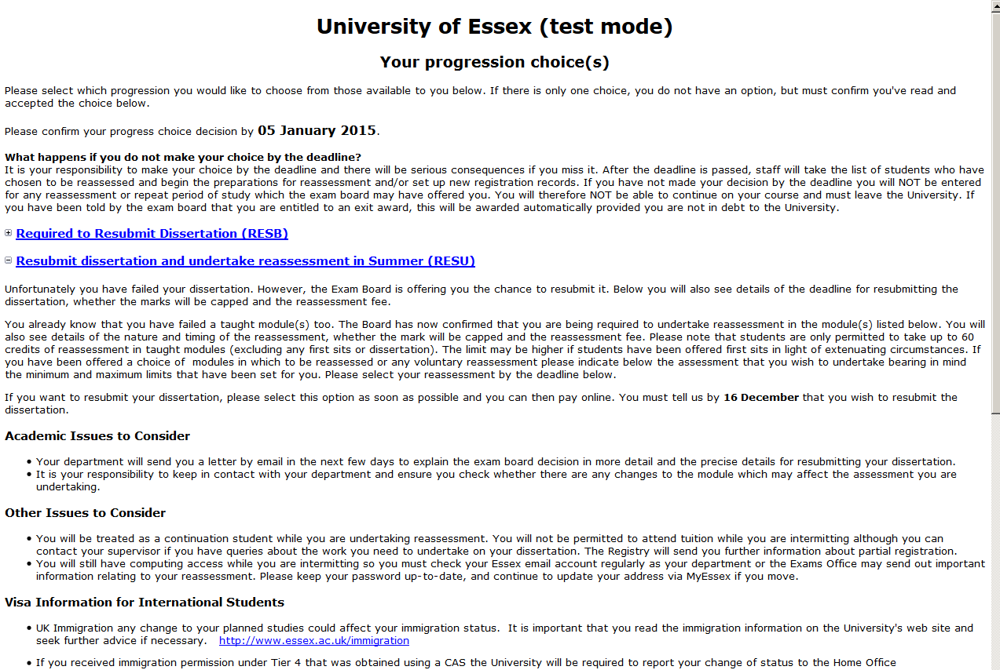 University of Essex (test mode)
Your progression choice(s)
Please select which progression you would like to choose from those available to you below. If there is only one choice, you do not have an option, but must confirm you've read and
accepted the choice below.
Please confirm your progress choice decision by 05 January 2015.
What happens if you do not make your choice by the deadline?
It is your responsibility to make your choice by the deadline and there will be serious consequences if you miss it. After the deadline is passed, staff will take the list of students who have
chosen to be reassessed and begin the preparations for reassessment and/or set up new registration records. If you have not made your decision by the deadline you will NOT be entered
for any reassessment or repeat period of study which the exam board may have offered you. You will therefore NOT be able to continue on your course and must leave the University. If
you have been told by the exam board that you are entitled to an exit award, this will be awarded automatically provided you are not in debt to the University.
Required to Resubmit Dissertation (RESB)
Resubmit dissertation and undertake reassessment in Summer (RESU)
Unfortunately you have failed your dissertation. However, the Exam Board is offering you the chance to resubmit it. Below you will also see details of the deadline for resubmitting the
dissertation, whether the marks will be capped and the reassessment fee.
You already know that you have failed a taught module(s) too. The Board has now confirmed that you are being required to undertake reassessment in the module(s) listed below. You will
also see details of the nature and timing of the reassessment, whether the mark will be capped and the reassessment fee. Please note that students are only permitted to take up to 60
credits of reassessment in taught modules (excluding any first sits or dissertation). The limit may be higher if students have been offered first sits in light of extenuating circumstances. If
you have been offered a choice of modules in which to be reassessed or any voluntary reassessment please indicate below the assessment that you wish to undertake bearing in mind
the minimum and maximum limits that have been set for you. Please select your reassessment by the deadline below.
If you want to resubmit your dissertation, please select this option as soon as possible and you can then pay online. You must tell us by 16 December that you wish to resubmit the
dissertation.
Academic Issues to Consider
• Your department will send you a letter by email in the next few days to explain the exam board decision in more detail and the precise details for resubmitting your dissertation.
• It is your responsibility to keep in contact with your department and ensure you check whether there are any changes to the module which may affect the assessment you are
undertaking.
Other Issues to Consider
• You will be treated as a continuation student while you are undertaking reassessment. You will not be permitted to attend tuition while you are intermitting although you can
contact your supervisor if you have queries about the work you need to undertake on your dissertation. The Registry will send you further information about partial registration.
• You will still have computing access while you are intermitting so you must check your Essex email account regularly as your department or the Exams Office may send out important
information relating to your reassessment. Please keep your password up-to-date, and continue to update your address via MyEssex if you move.
Visa Information for International Students
• UK Immigration any change to your planned studies could affect your immigration status. It is important that you read the immigration information on the University's web site and
seek further advice if necessary. http://www.essex.ac.uk/immigration
• If you received immigration permission under Tier 4 that was obtained using a CAS the University will be required to report your change of status to the Home Office